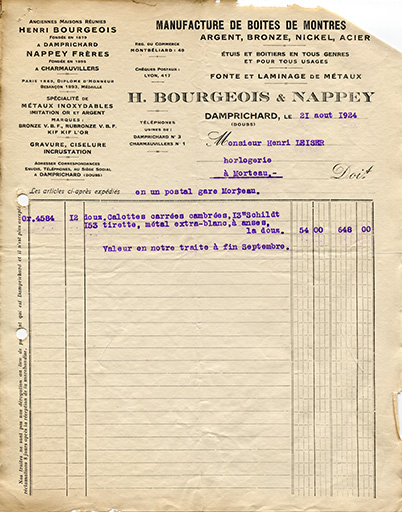 ANCIENNES MAISONS RÉUNIES
HENRI BOURGEOIS
FONDÉE EN 1875
A DAMPRICHARD
NAPPEY FRÈRES
FONDÉE EN 1895
A CHARMAUVILLERS
PARIS 1889, DIPLOME D'HONNEUR
BESANÇON 1893, MÉDAILLE
SPÉCIALITÉ DE
MÉTAUX INOXYDABLES
IMITATION OR ET ARGENT
MARQUES :
BRONZE V. B. F., RUBRONZE V. B. F.
KIF KIF L'OR
GRAVURE, CISELURE
INCRUSTATION
ADRESSER CORRESPONDANCES
ENVOIS, TÉLÉPHONES, AU SIÈGE SOCIAL
A DAMPRICHARD (DOUBS)
REG. DU COMMERCE
MONTBÉLIARD : 48
CHÈQUES POSTAUX :
LYON, 417
TÉLÉPHONES
USINES DE :
DAMPRICHARD N° 3
CHARMAUVILLERS N° 1
MANUFACTURE DE BOITES DE MONTRES
ARGENT, BRONZE, NICKEL, ACIER
ÉTUIS ET BOITIERS EN TOUS GENRES
ET POUR TOUS USAGES
FONTE ET LAMINAGE DE MÉTAUX
H. BOURGEOIS & NAPPEY
DAMPRICHARD, LE 21 aout 1924
(DOUBS)
Monsieur Henri LEISER
horlogerie
à Morteau.-
Doit
Les articles ci-après expédiés en un postal gare Morteau.
Or.4584 12 douz.Calottes carrées cambrées,13"Schildt
153 tirette, métal extra-blanc,à anses,
la douz. 54 00 648 00
Valeur en notre traite à fin Septembre.